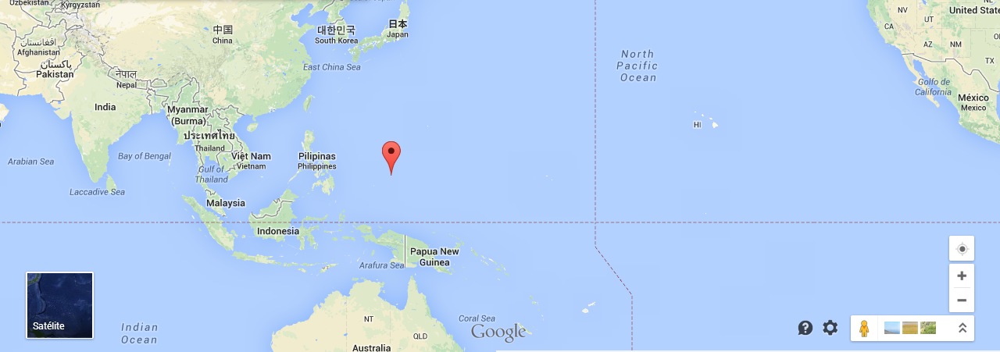 Uzbekistan
Kyrgyzstan
NV
UT
United State
CA
AZ
NM
TX
中国
China
대한민국
South Korea
日本
Japan
افغانستان
Afghanistan
پاکستان
Pakistan
नेपाल
Nepal
East China Sea
North
Pacific
Ocean
Golfo de
California
México
Mexico
India
Myanmar
(Burma)
HI
ประเทศไทย
Thailand
Việt Nam
Vietnam
Pilipinas
Philippines
Arabian Sea
Bay of Bengal
Gulf of
Thailand
Laccadive Sea
Malaysia
Indonesia
Papua New
Guinea
Arafura Sea
Satélite
Indian
Ocean
NT
QLD
Coral Sea
Google
Australia